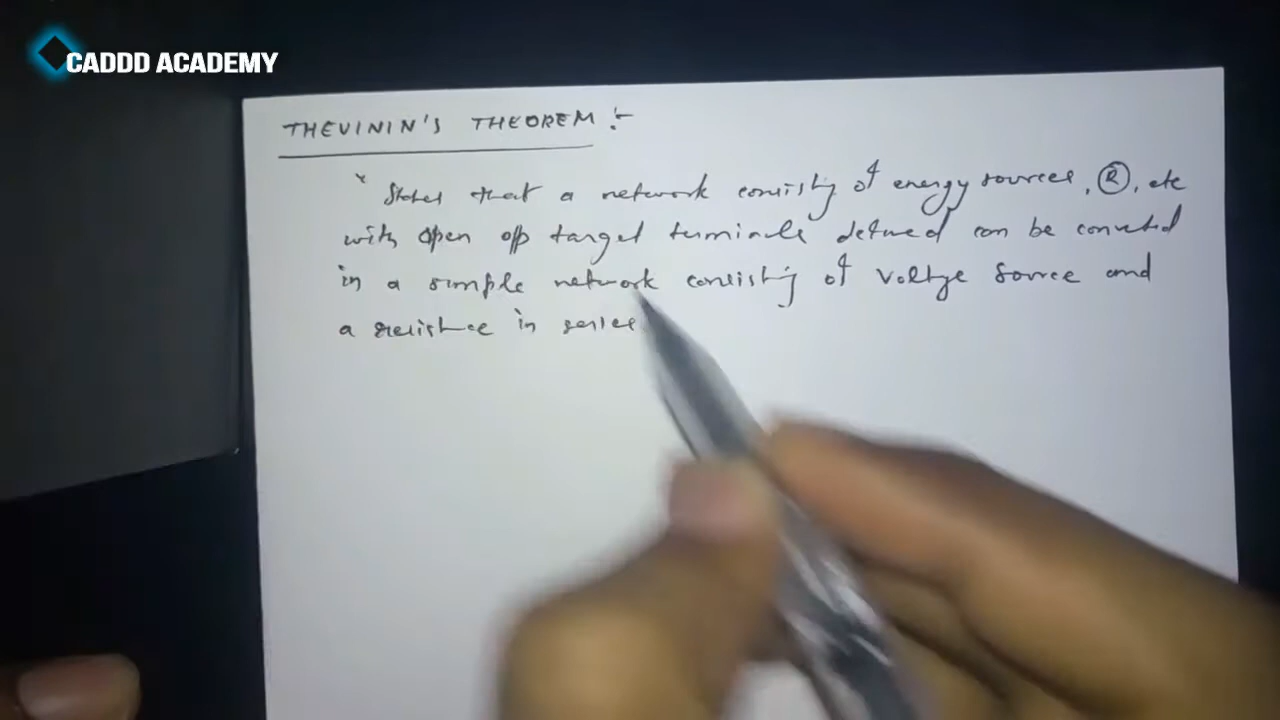 CADDD ACADEMY
THEVININ'S THEOREM :-
" States that a network consisting of energy sources, R, etc
with open off target terminals defined can be converted
in a simple network consisting of voltage source and
a resistance in series